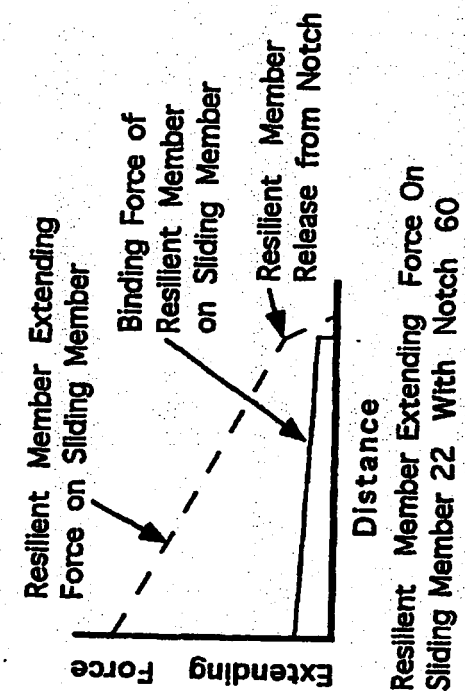 Resilient Member Extending
Force on Sliding Member
Binding Force of
Resilient Member
on Sliding Member
Resilient Member
Release from Notch
Extending Force
Distance
Resilient Member Extending Force On
Sliding Member 22 With Notch 60